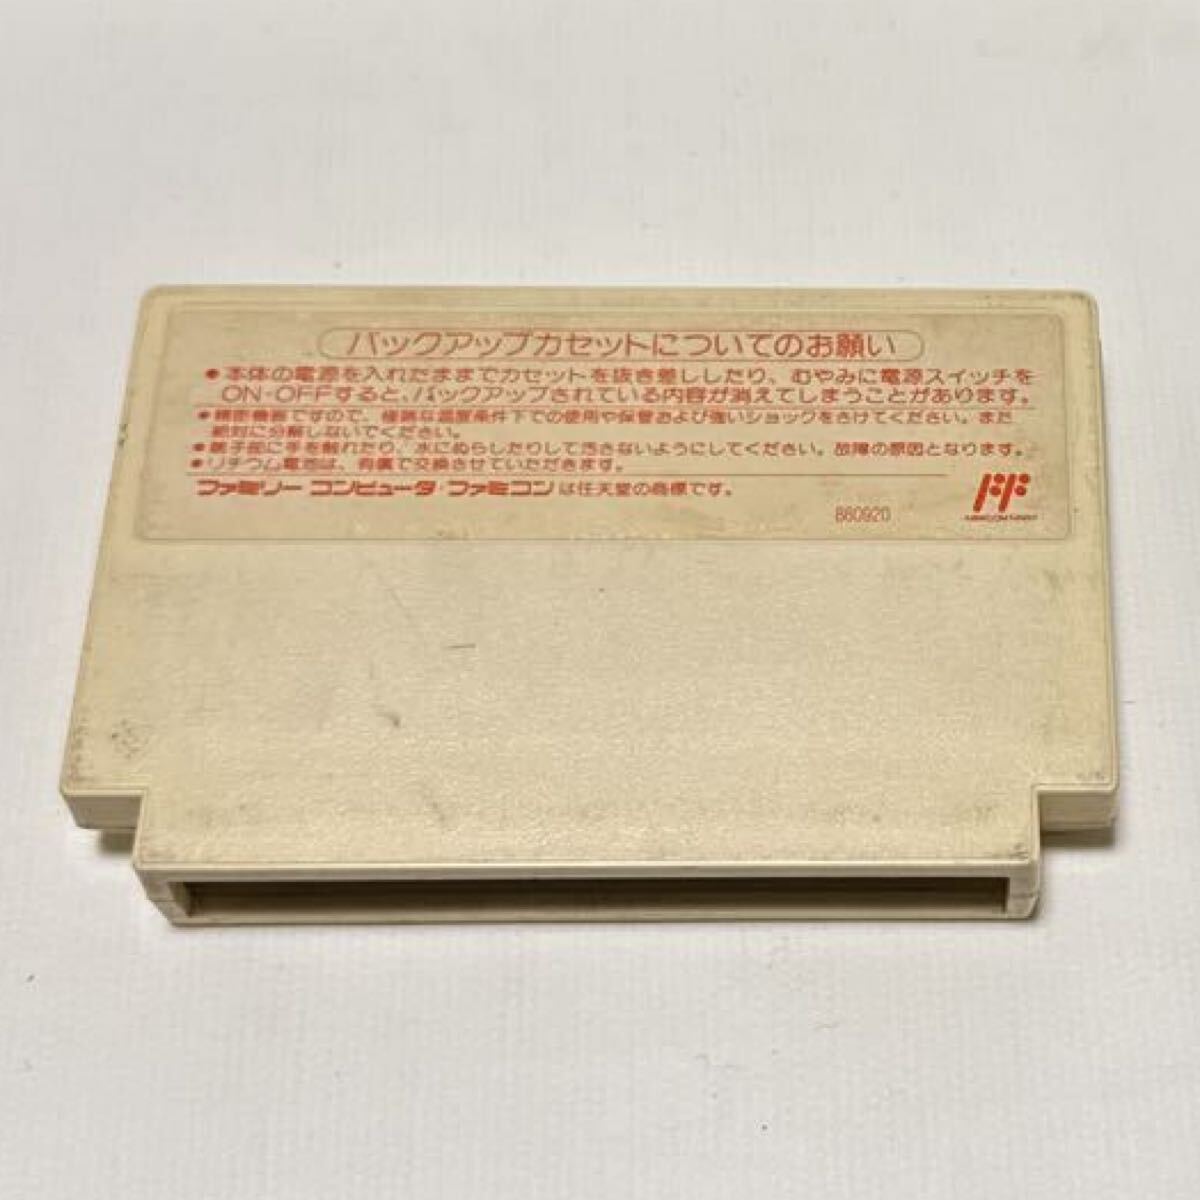 バックアップカセットについてのお願い
●本体の電源を入れたままでカセットを抜き差ししたり、むやみに電源スイッチを
ON・OFFすると、バックアップされている内容が消えてしまうことがあります。
●精密機器ですので、極端な温度条件下での使用や保管および強いショックをさけてください。また
絶対に分解しないでください。
●端子部に手を触れたり、水にぬらしたりして汚さないようにしてください。故障の原因となります。
●リチウム電池は、有償で交換させていただきます。
ファミリーコンピュータ・ファミコンは任天堂の商標です。
860920
FF
FAMICOM FAMILY